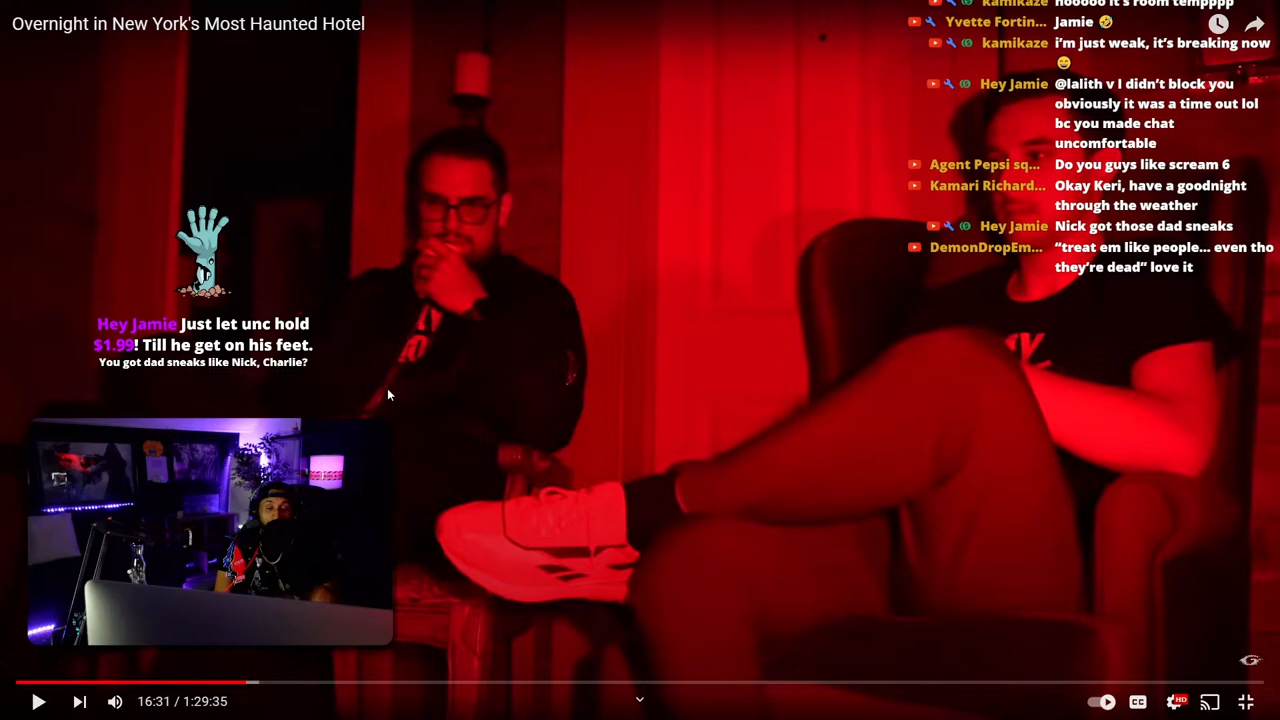 Overnight in New York's Most Haunted Hotel
kamikaze nooooo it's room tempppp
Yvette Fortin... Jamie 🤣
kamikaze i'm just weak, it's breaking now
😄
Hey Jamie @lalith v I didn't block you
obviously it was a time out lol
bc you made chat
uncomfortable
Agent Pepsi sq... Do you guys like scream 6
Kamari Richard... Okay Keri, have a goodnight
through the weather
Hey Jamie Nick got those dad sneaks
DemonDropEm... “treat em like people... even tho
they're dead” love it
Hey Jamie Just let unc hold
$1.99! Till he get on his feet.
You got dad sneaks like Nick, Charlie?
16:31 / 1:29:35
CC
HD